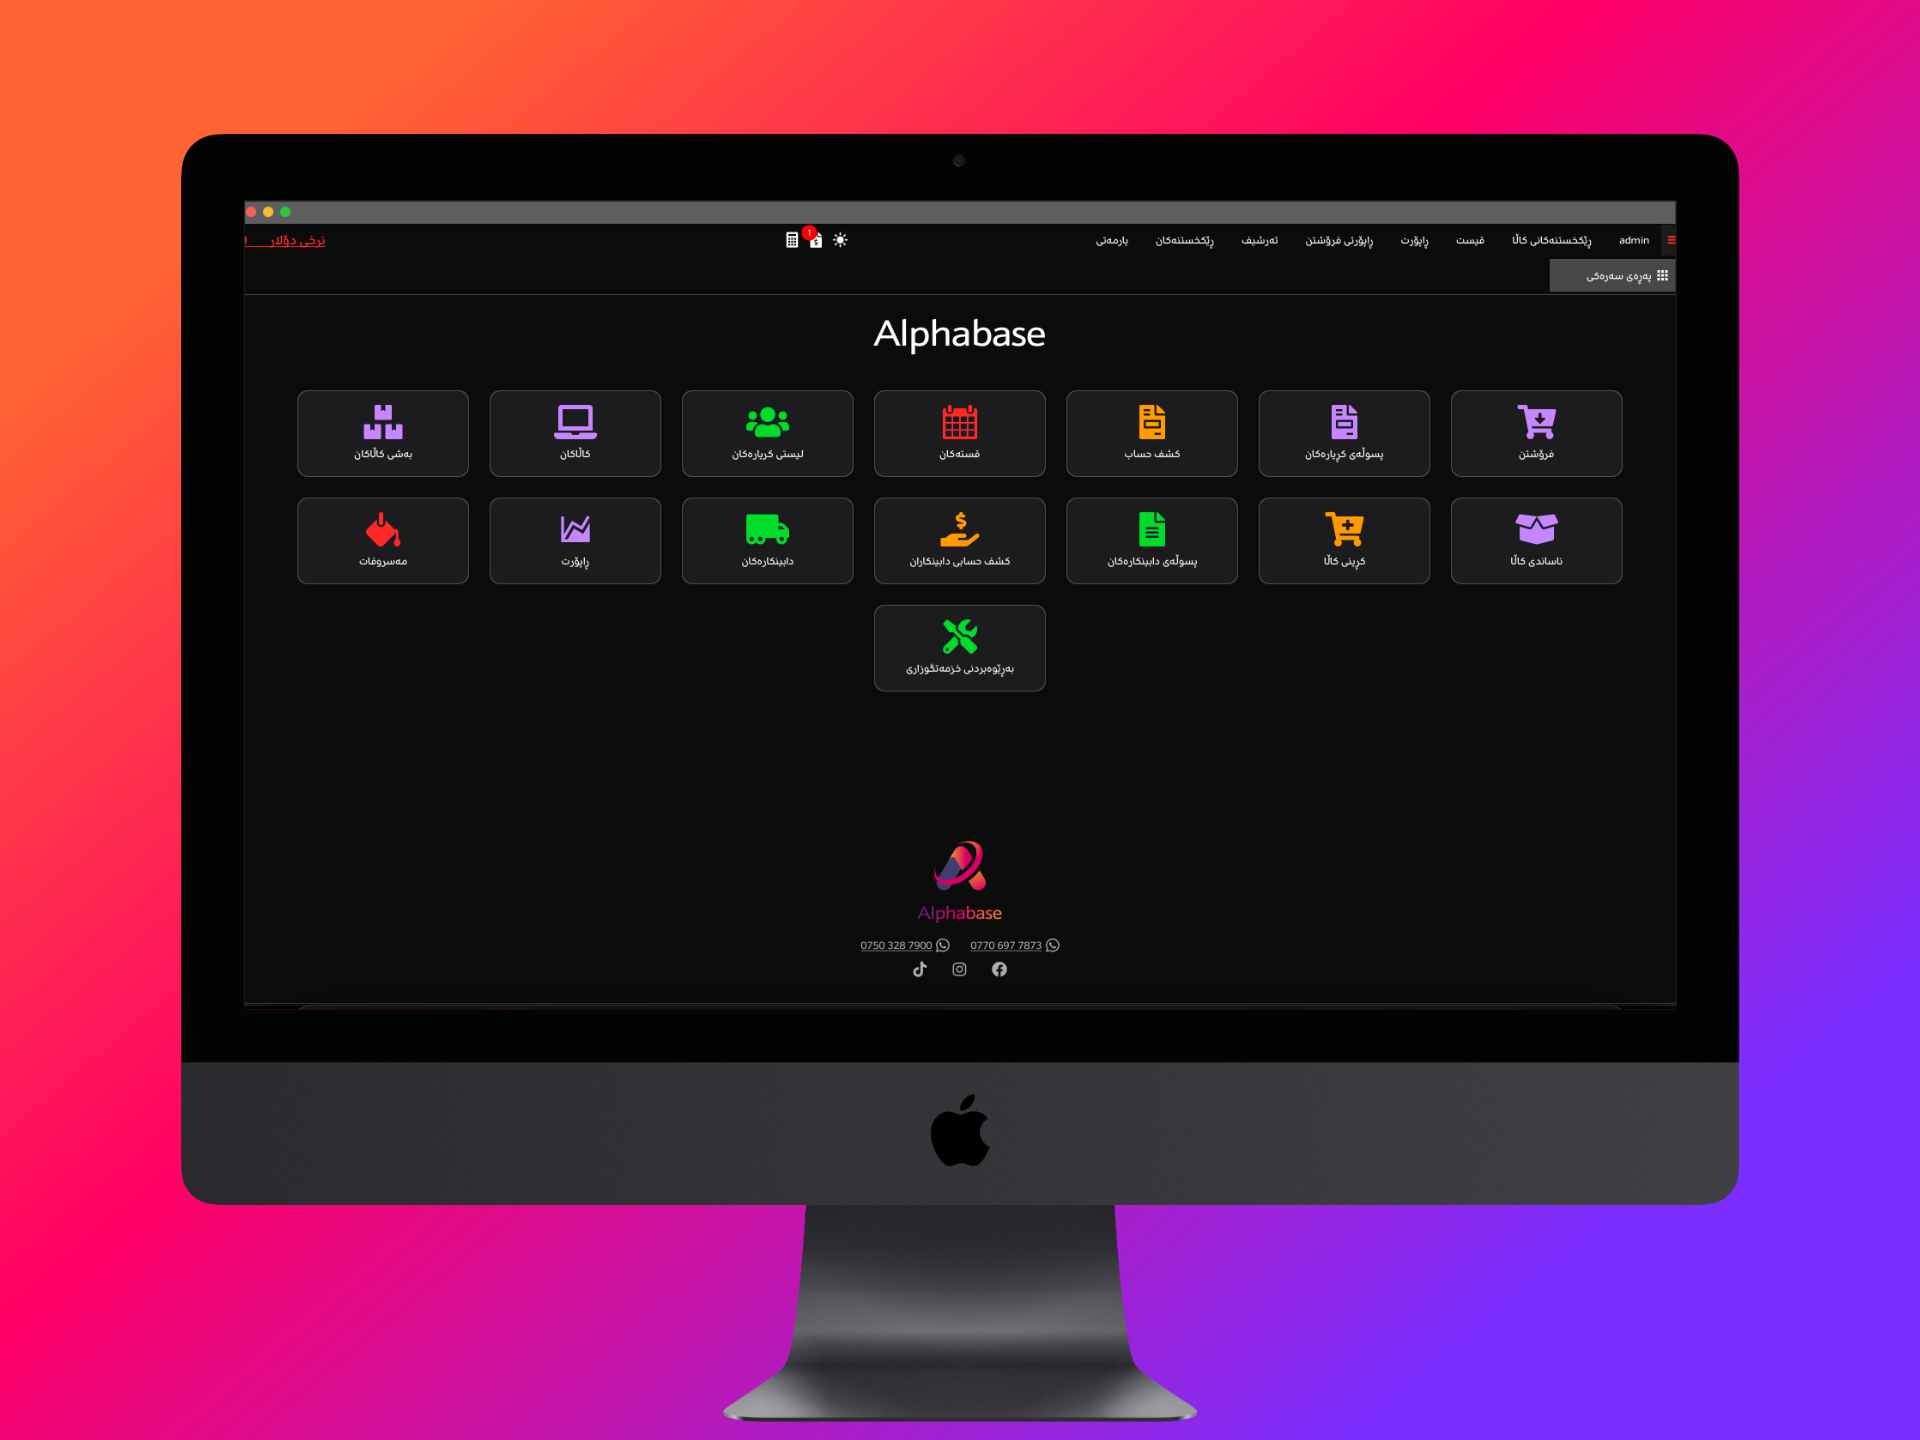 admin ڕێکخستنەکانی کاڵا قیست ڕاپۆرت ڕاپۆرتی فرۆشتن ئەرشیف ڕێکخستنەکان یارمەتی
1
نرخی دۆلار
پەڕەی سەرەکی
Alphabase
فرۆشتن
پسوڵەی کڕیارەکان
کشف حساب
قستەکان
لیستی کریارەکان
کاڵاکان
بەشی کاڵاکان
ناساندی کاڵا
کڕینی کاڵا
پسوڵەی دابینکارەکان
کشف حسابی دابینکاران
دابینکارەکان
ڕاپۆرت
مەسروفات
بەڕێوەبردنی خزمەتگوزاری
Alphabase
0770 697 7873
0750 328 7900